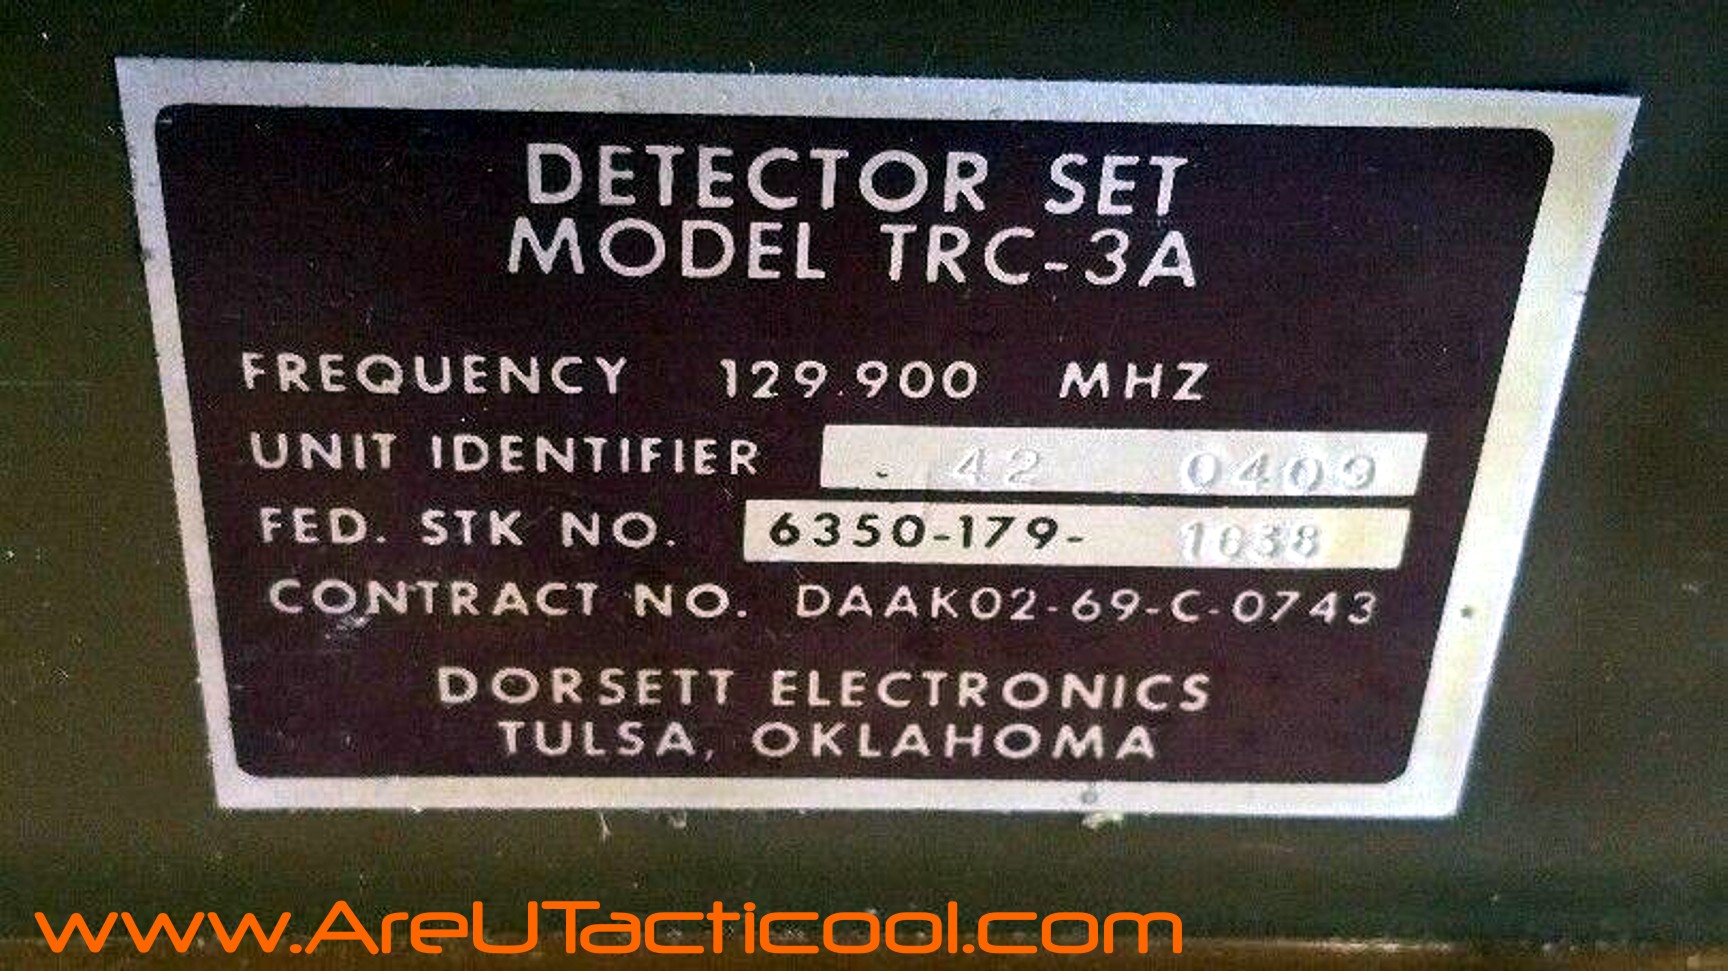 DETECTOR SET
MODEL TRC-3A
FREQUENCY 129.900 MHZ
UNIT IDENTIFIER 42 0409
FED. STK NO. 6350-179- 1038
CONTRACT NO. DAAK02-69-C-0743
DORSETT ELECTRONICS
TULSA, OKLAHOMA
www.AreUTacticool.com